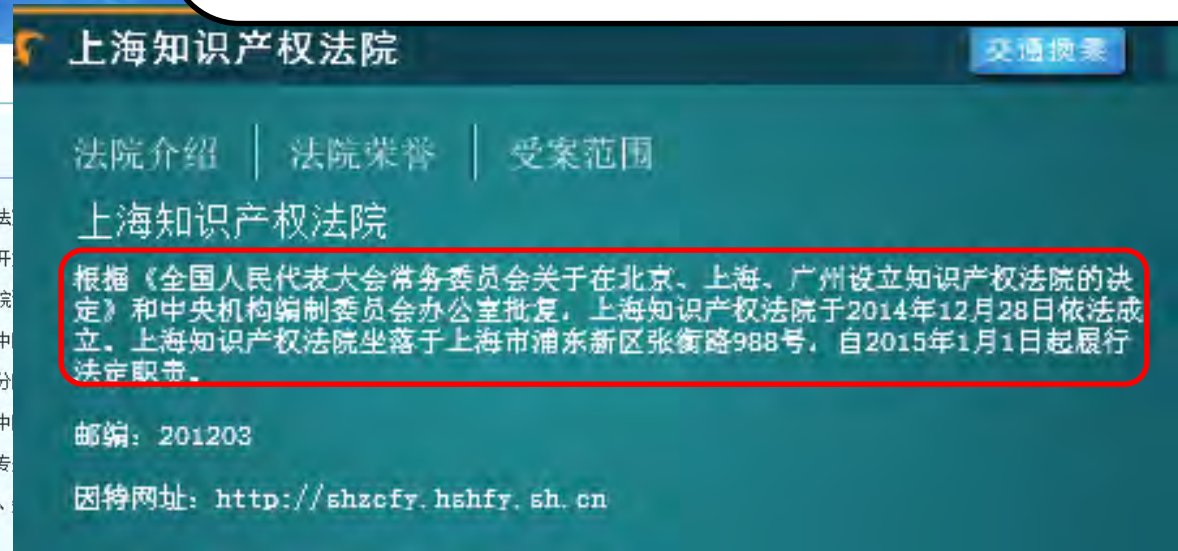 上海知识产权法院
交通换乘
法院介绍 | 法院荣誉 | 受案范围
上海知识产权法院
根据《全国人民代表大会常务委员会关于在北京、上海、广州设立知识产权法院的决
定》和中央机构编制委员会办公室批复，上海知识产权法院于2014年12月28日依法成
立。上海知识产权法院坐落于上海市浦东新区张衡路988号，自2015年1月1日起履行
法定职责。
邮编：201203
因特网址：http://shzcfy.hshfy.sh.cn